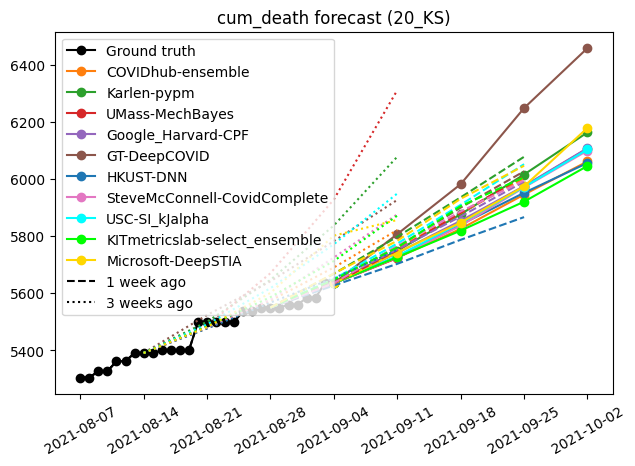 cum_death forecast (20_KS)
6400
6200
6000
5800
5600
5400
Ground truth
COVIDhub-ensemble
Karlen-pypm
UMass-MechBayes
Google_Harvard-CPF
GT-DeepCOVID
HKUST-DNN
SteveMcConnell-CovidComplete
USC-SI_kJalpha
KITmetricslab-select_ensemble
Microsoft-DeepSTIA
1 week ago
3 weeks ago
2021-08-07
2021-08-14
2021-08-21
2021-08-28
2021-09-04
2021-09-11
2021-09-18
2021-09-25
2021-10-02